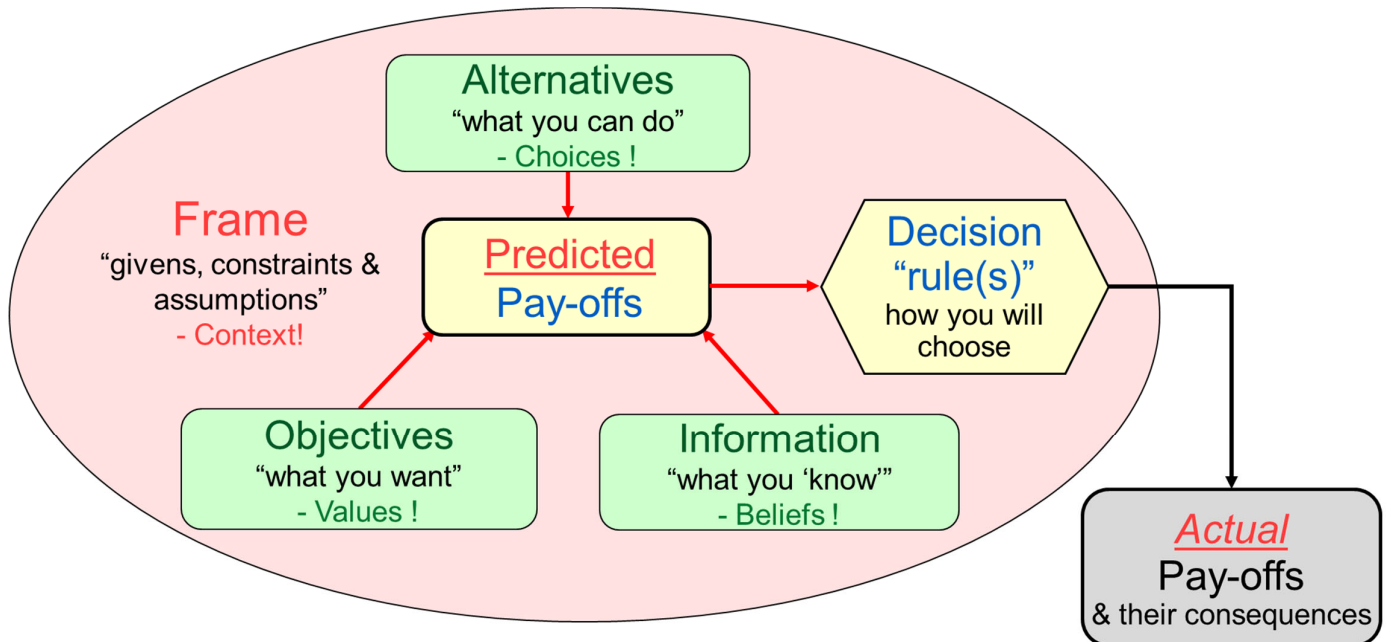 Alternatives
“what you can do”
- Choices !
Frame
“givens, constraints &
assumptions”
- Context!
Predicted
Pay-offs
Decision
“rule(s)”
how you will
choose
Objectives
“what you want”
- Values !
Information
“what you ‘know’”
- Beliefs !
Actual
Pay-offs
& their consequences